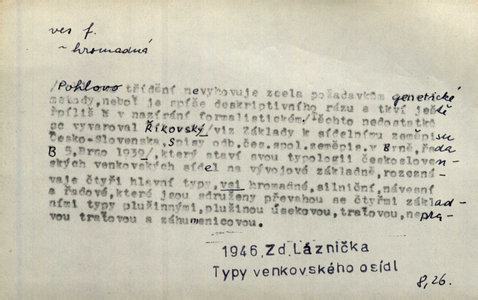 ves f.
~ hromadná
/Pohlovo třídění nevyhovuje zcela požadavkům genetické
metody, neboť je spíše deskriptivního rázu a tkví ještě
příliš v nazírání formalistickém/. Těchto nedostatků
se vyvaroval Říkovský /viz Základy k sídelnímu zeměpisu
Česko-Slovenska, Spisy odb. čes. spol. zeměpis. v Brně, řada
B 5, Brno 1939/, který staví svou typologii českosloven-
ských venkovských sídel na vývojové základně, rozezná-
vaje čtyři hlavní typy, vsi hromadné, silniční, návesní
a řadové, které jsou sdruženy převahou se čtyřmi základ-
ními typy plužinnými, plužinou úsekovou, traťovou, nepra-
vou traťovou a záhumenicovou.
1946, Zd. Láznička
Typy venkovského osídl
8,26.